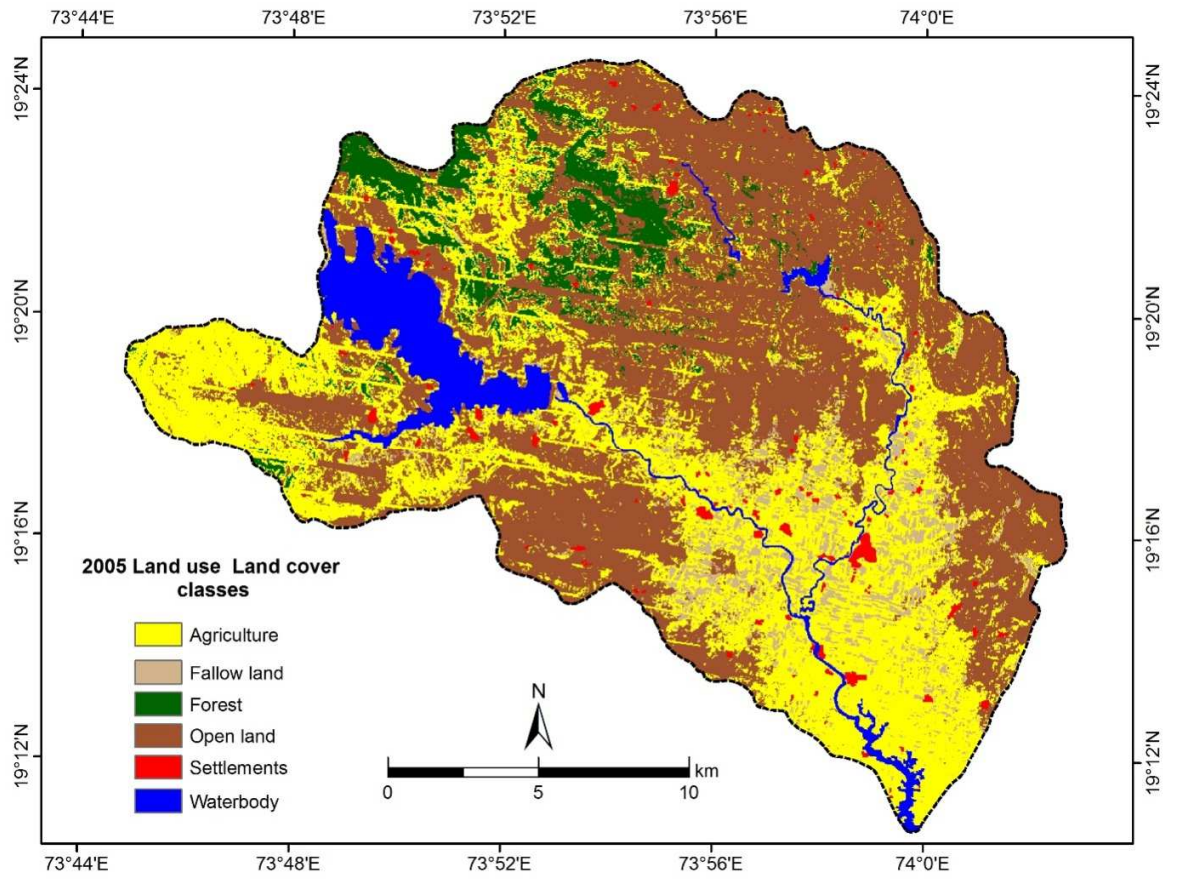 73°44'E 73°48'E 73°52'E 73°56'E 74°0'E
19°24'N 19°24'N
19°20'N 19°20'N
19°16'N 19°16'N
2005 Land use Land cover
classes
Agriculture
Fallow land
Forest
Open land
Settlements
Waterbody
N
km
0 5 10
19°12'N 19°12'N
73°44'E 73°48'E 73°52'E 73°56'E 74°0'E